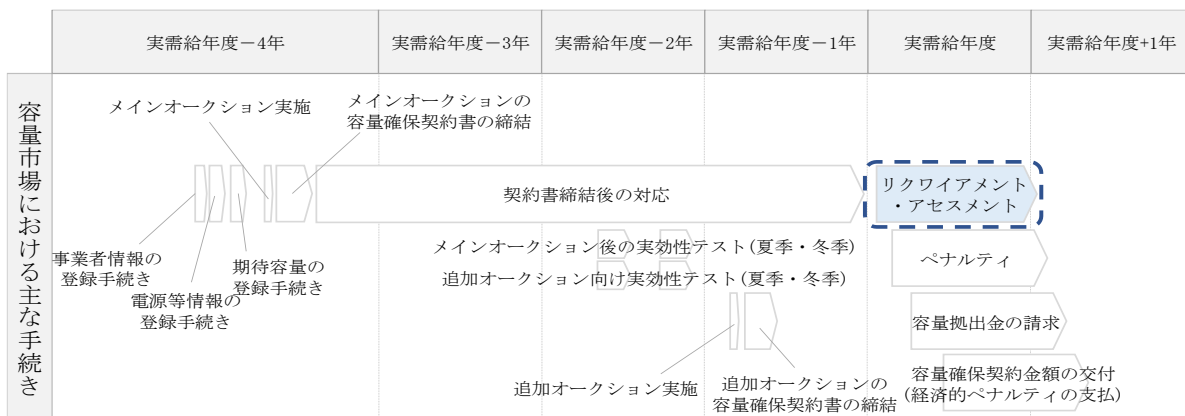 実需給年度－4年
実需給年度－3年
実需給年度－2年
実需給年度－1年
実需給年度
実需給年度+1年
容量市場における主な手続き
メインオークション実施
メインオークションの
容量確保契約書の締結
契約書締結後の対応
リクワイアメント
・アセスメント
事業者情報の
登録手続き
電源等情報の
登録手続き
期待容量の
登録手続き
メインオークション後の実効性テスト(夏季・冬季)
追加オークション向け実効性テスト(夏季・冬季)
ペナルティ
容量拠出金の請求
追加オークション実施
追加オークションの
容量確保契約書の締結
容量確保契約金額の交付
(経済的ペナルティの支払)